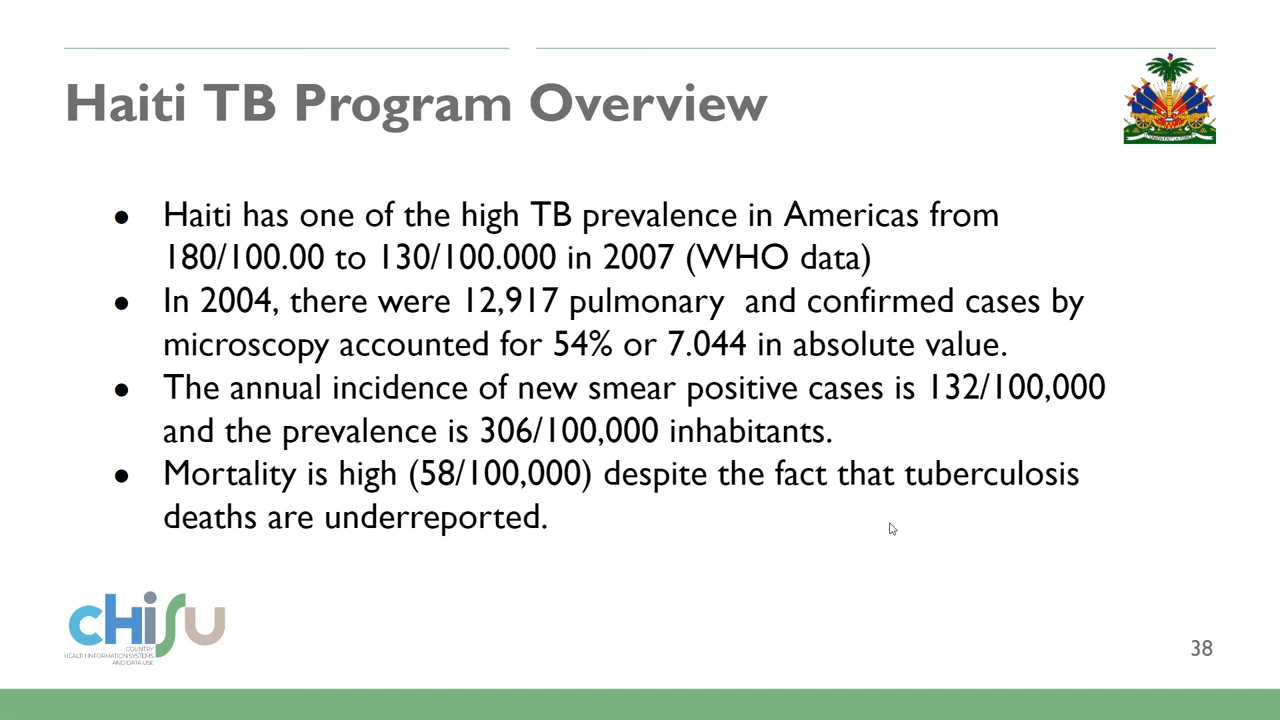 Haiti TB Program Overview
● Haiti has one of the high TB prevalence in Americas from
180/100.00 to 130/100.000 in 2007 (WHO data)
● In 2004, there were 12,917 pulmonary  and confirmed cases by
microscopy accounted for 54% or 7.044 in absolute value.
● The annual incidence of new smear positive cases is 132/100,000
and the prevalence is 306/100,000 inhabitants.
● Mortality is high (58/100,000) despite the fact that tuberculosis
deaths are underreported.
CHISU
COUNTRY
HEALTH INFORMATION SYSTEMS
AND DATA USE
38